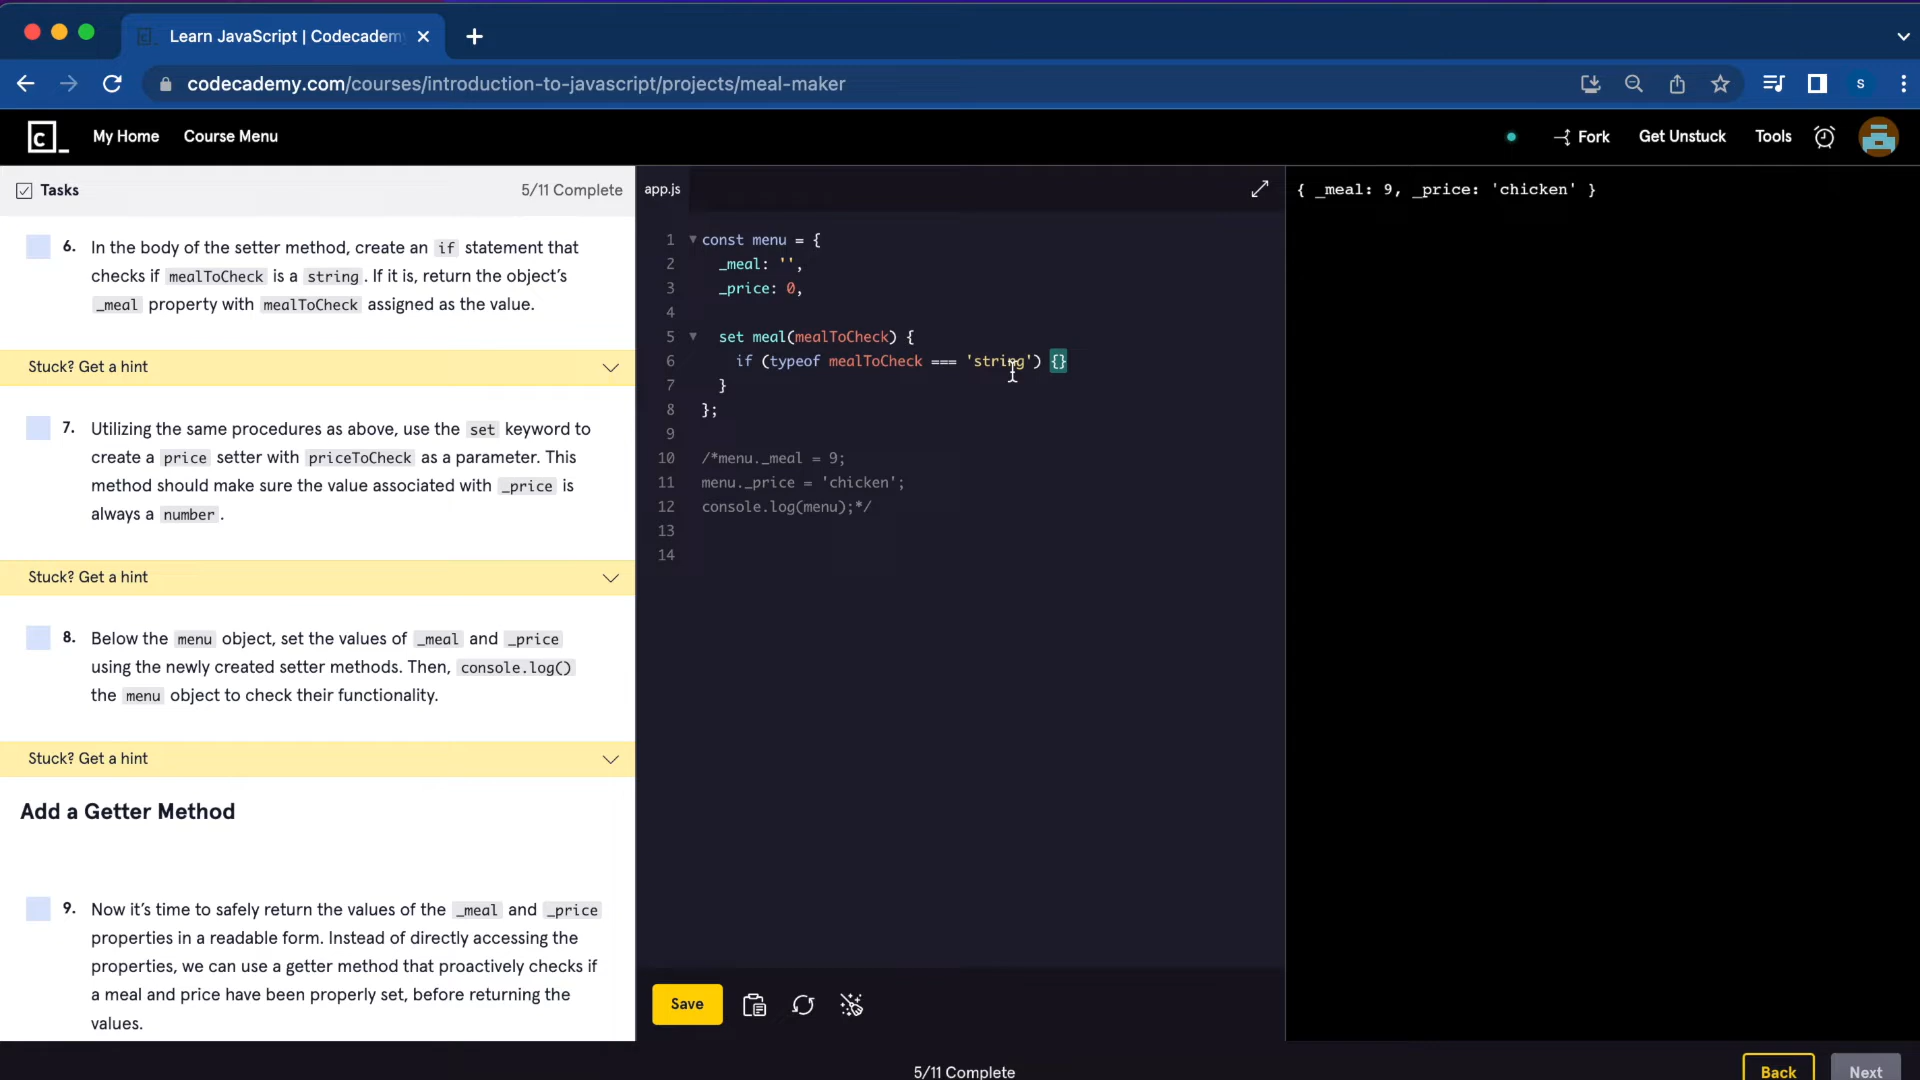 Learn JavaScript | Codecadem
codecademy.com/courses/introduction-to-javascript/projects/meal-maker
S
c_ My Home Course Menu Fork Get Unstuck Tools
Tasks 5/11 Complete
6. In the body of the setter method, create an if statement that
checks if mealToCheck is a string. If it is, return the object's
_meal property with mealToCheck assigned as the value.
Stuck? Get a hint
7. Utilizing the same procedures as above, use the set keyword to
create a price setter with priceToCheck as a parameter. This
method should make sure the value associated with _price is
always a number.
Stuck? Get a hint
8. Below the menu object, set the values of _meal and _price
using the newly created setter methods. Then, console.log()
the menu object to check their functionality.
Stuck? Get a hint
Add a Getter Method
9. Now it's time to safely return the values of the _meal and _price
properties in a readable form. Instead of directly accessing the
properties, we can use a getter method that proactively checks if
a meal and price have been properly set, before returning the
values.
app.js
1 const menu = {
2 _meal: '',
3 _price: 0,
4
5 set meal(mealToCheck) {
6 if (typeof mealToCheck === 'string') {}
7 }
8 };
9
10 /*menu._meal = 9;
11 menu._price = 'chicken';
12 console.log(menu);*/
13
14
Save
{ _meal: 9, _price: 'chicken' }
5/11 Complete
Back Next